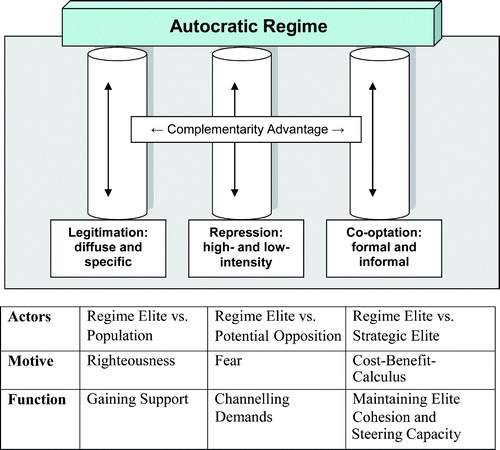 Autocratic Regime
← Complementarity Advantage →
Legitimation:
diffuse and
specific
Repression:
high- and low-
intensity
Co-optation:
formal and
informal
Actors
Regime Elite vs.
Population
Regime Elite vs.
Potential Opposition
Regime Elite vs.
Strategic Elite
Motive
Righteousness
Fear
Cost-Benefit-
Calculus
Function
Gaining Support
Channelling
Demands
Maintaining Elite
Cohesion and
Steering Capacity